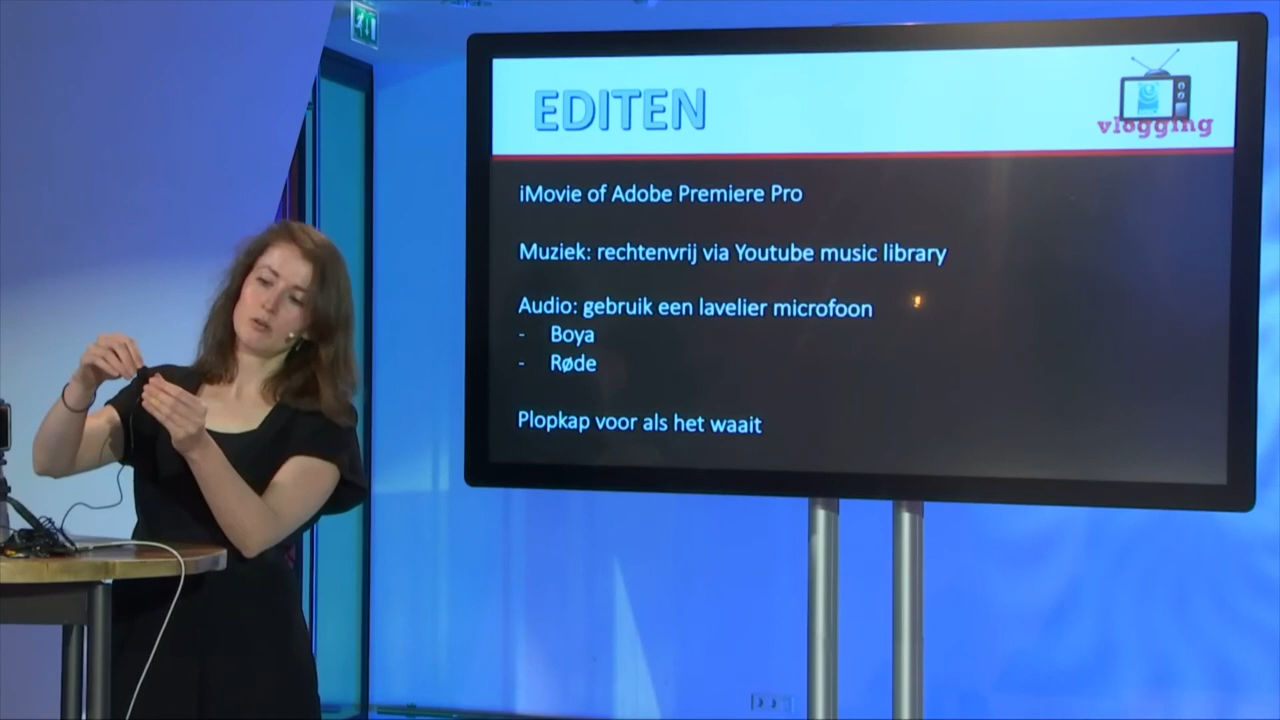 EDITEN
vlogging
iMovie of Adobe Premiere Pro
Muziek: rechtenvrij via Youtube music library
Audio: gebruik een lavelier microfoon
- Boya
- Røde
Plopkap voor als het waait